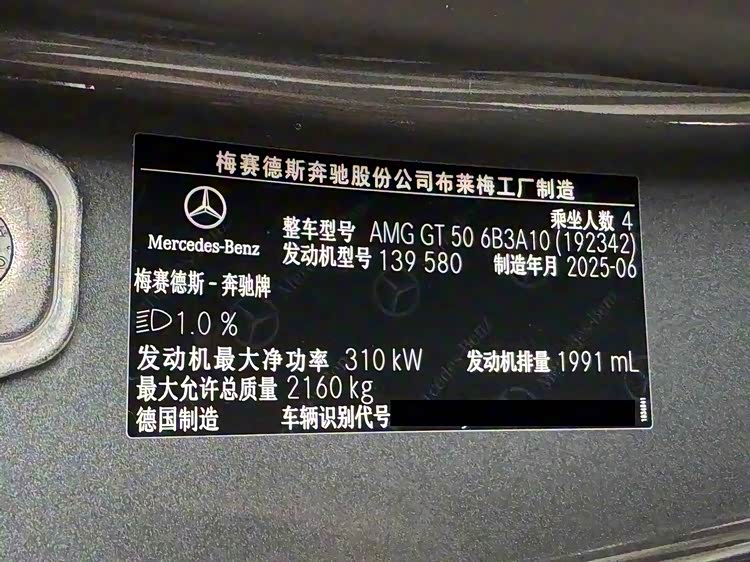 梅赛德斯奔驰股份公司布莱梅工厂制造
乘坐人数 4
Mercedes-Benz
整车型号 AMG GT 50 6B3A10 (192342)
发动机型号 139 580 制造年月 2025-06
梅赛德斯－奔驰牌
1.0 %
发动机最大净功率 310 kW 发动机排量 1991 mL
最大允许总质量 2160 kg
德国制造 车辆识别代号